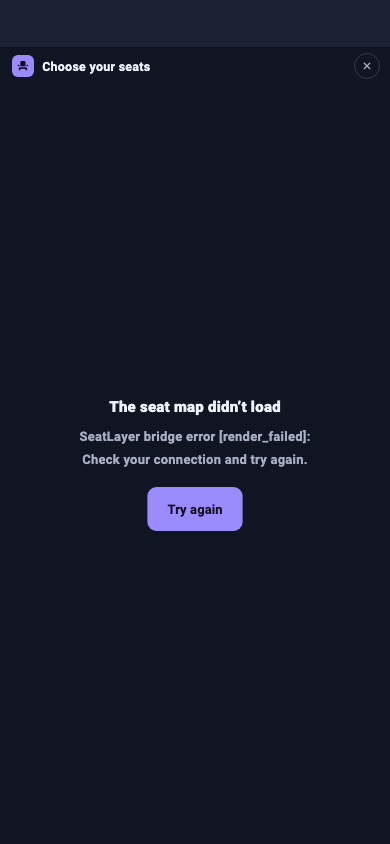 Choose your seats
The seat map didn’t load
SeatLayer bridge error [render_failed]:
Check your connection and try again.
Try again